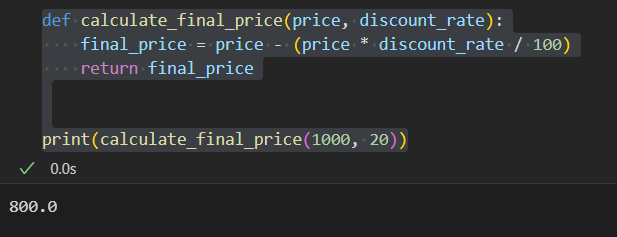 def calculate_final_price(price, discount_rate):
    final_price = price - (price * discount_rate / 100)
    return final_price
print(calculate_final_price(1000, 20))
0.0s
800.0